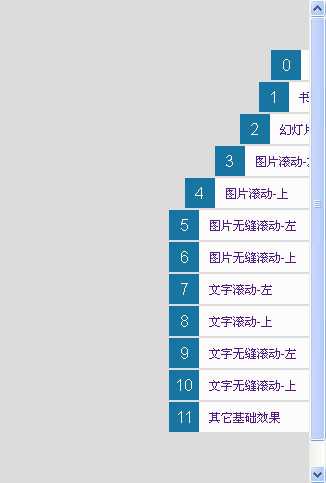 0
1 书
2 幻灯片
3 图片滚动-
4 图片滚动-上
5 图片无缝滚动-左
6 图片无缝滚动-上
7 文字滚动-左
8 文字滚动-上
9 文字无缝滚动-左
10 文字无缝滚动-上
11 其它基础效果